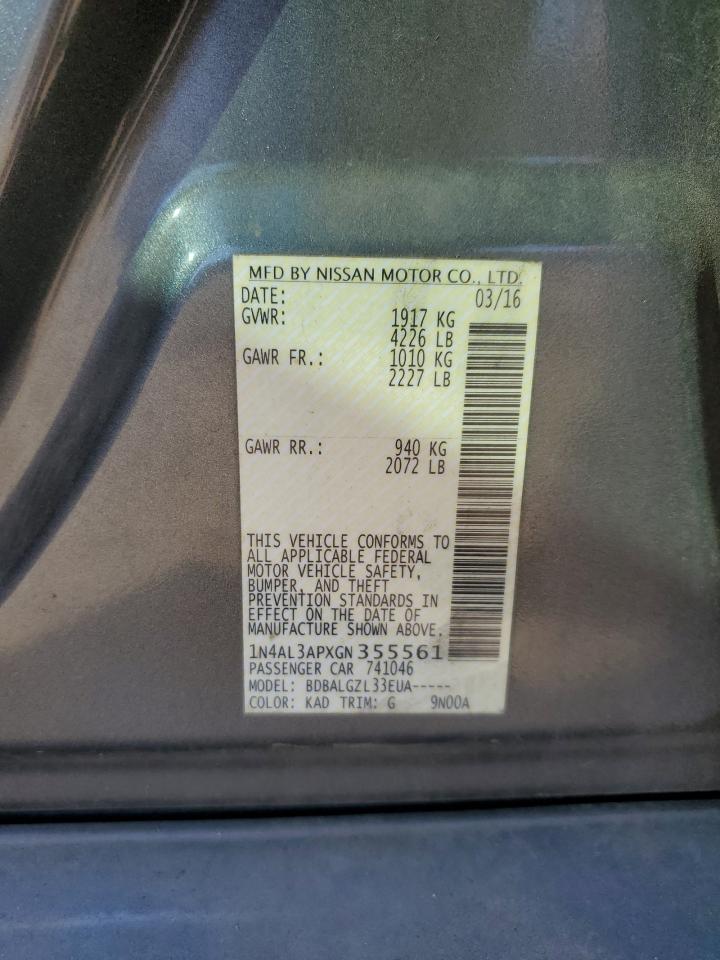 MFD BY NISSAN MOTOR CO., LTD.
DATE: 03/16
GVWR: 1917 KG
4226 LB
GAWR FR.: 1010 KG
2227 LB
GAWR RR.: 940 KG
2072 LB
THIS VEHICLE CONFORMS TO
ALL APPLICABLE FEDERAL
MOTOR VEHICLE SAFETY,
BUMPER, AND THEFT
PREVENTION STANDARDS IN
EFFECT ON THE DATE OF
MANUFACTURE SHOWN ABOVE.
1N4AL3APXGN355561
PASSENGER CAR 741046
MODEL: BDBALGZL33EUA-----
COLOR: KAD TRIM: G 9N00A